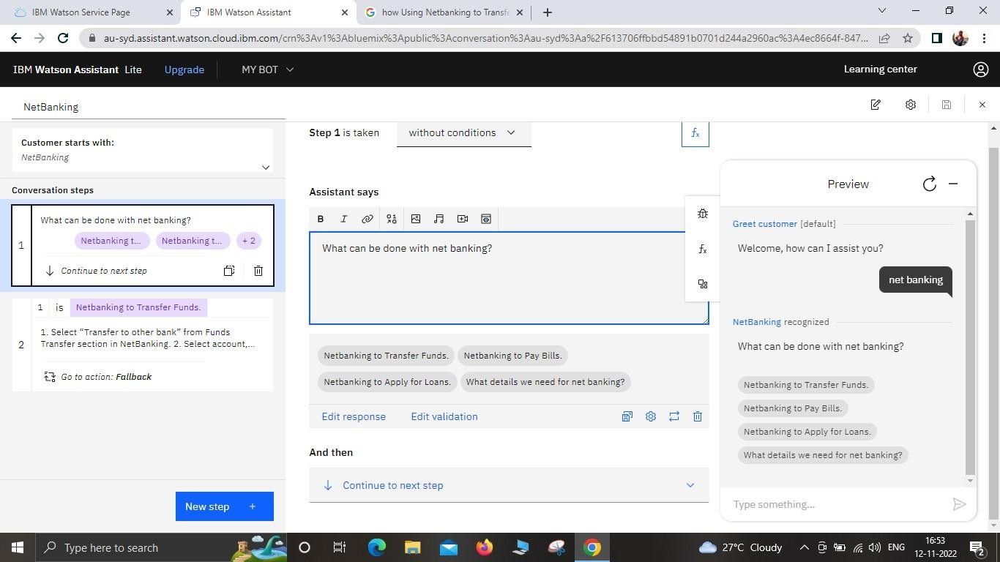 IBM Watson Service Page
IBM Watson Assistant
how Using Netbanking to Transfe
au-syd.assistant.watson.cloud.ibm.com/crn%3Av1%3Abluemix%3Apublic%3Aconversation%3Aau-syd%3Aa%2F613706ffbbd54891b0701d244a2960ac%3A4ec8664f-847...
IBM Watson Assistant Lite
Upgrade
MY BOT
Learning center
NetBanking
Customer starts with:
NetBanking
Conversation steps
1
What can be done with net banking?
Netbanking t...
Netbanking t...
+ 2
Continue to next step
1 is Netbanking to Transfer Funds.
2
1. Select “Transfer to other bank” from Funds
Transfer section in NetBanking. 2. Select account,...
Go to action: Fallback
New step +
Step 1 is taken
without conditions
fx
Assistant says
B I
What can be done with net banking?
fx
Netbanking to Transfer Funds.
Netbanking to Pay Bills.
Netbanking to Apply for Loans.
What details we need for net banking?
Edit response
Edit validation
And then
Continue to next step
Preview
Greet customer [default]
Welcome, how can I assist you?
net banking
NetBanking recognized
What can be done with net banking?
Netbanking to Transfer Funds.
Netbanking to Pay Bills.
Netbanking to Apply for Loans.
What details we need for net banking?
Type something...
Type here to search
27°C Cloudy
ENG
16:53
12-11-2022
2